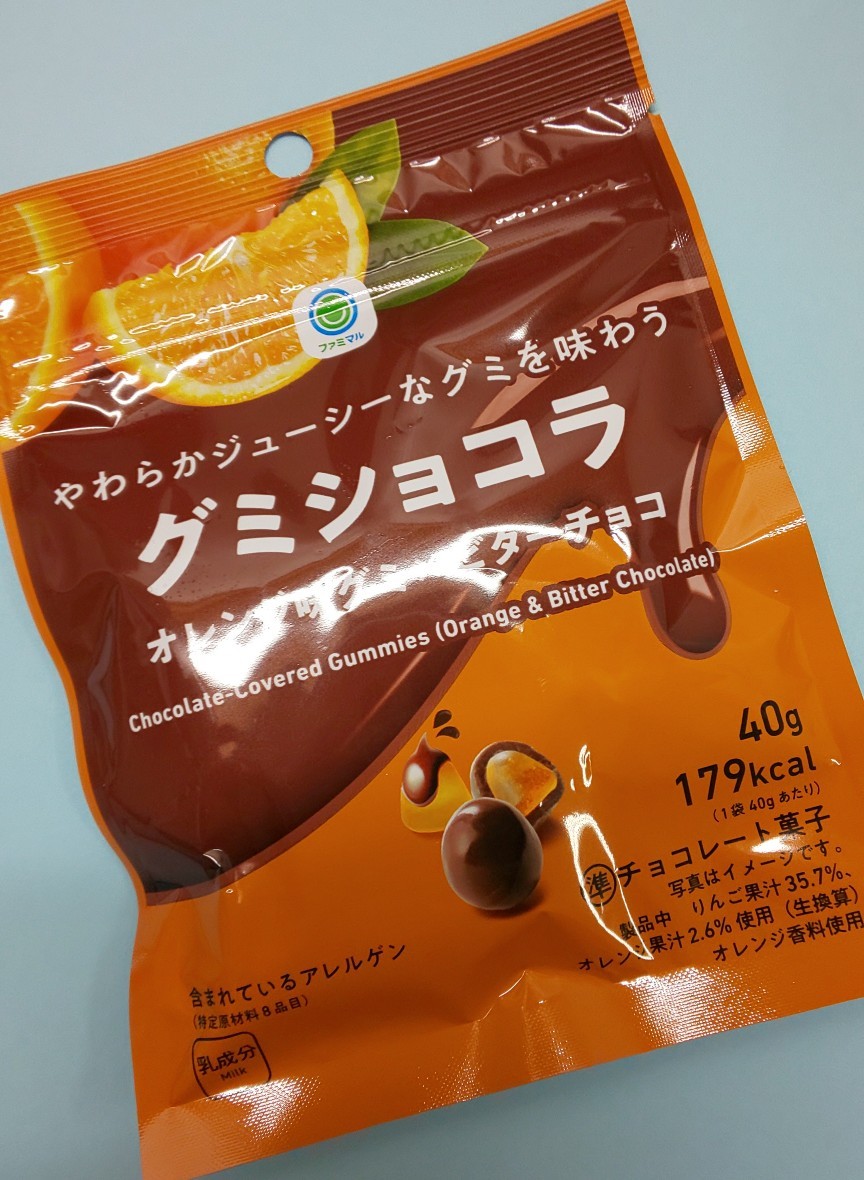 ファミマル
やわらかジューシーなグミを味わう
グミショコラ
オレンジ味グミ ビターチョコ
Chocolate-Covered Gummies (Orange & Bitter Chocolate)
40g
179kcal
(1袋40gあたり)
準チョコレート菓子
写真はイメージです。
製品中 りんご果汁35.7%、
オレンジ果汁2.6%使用(生換算)
オレンジ香料使用
含まれているアレルゲン
(特定原材料8品目)
乳成分
Milk